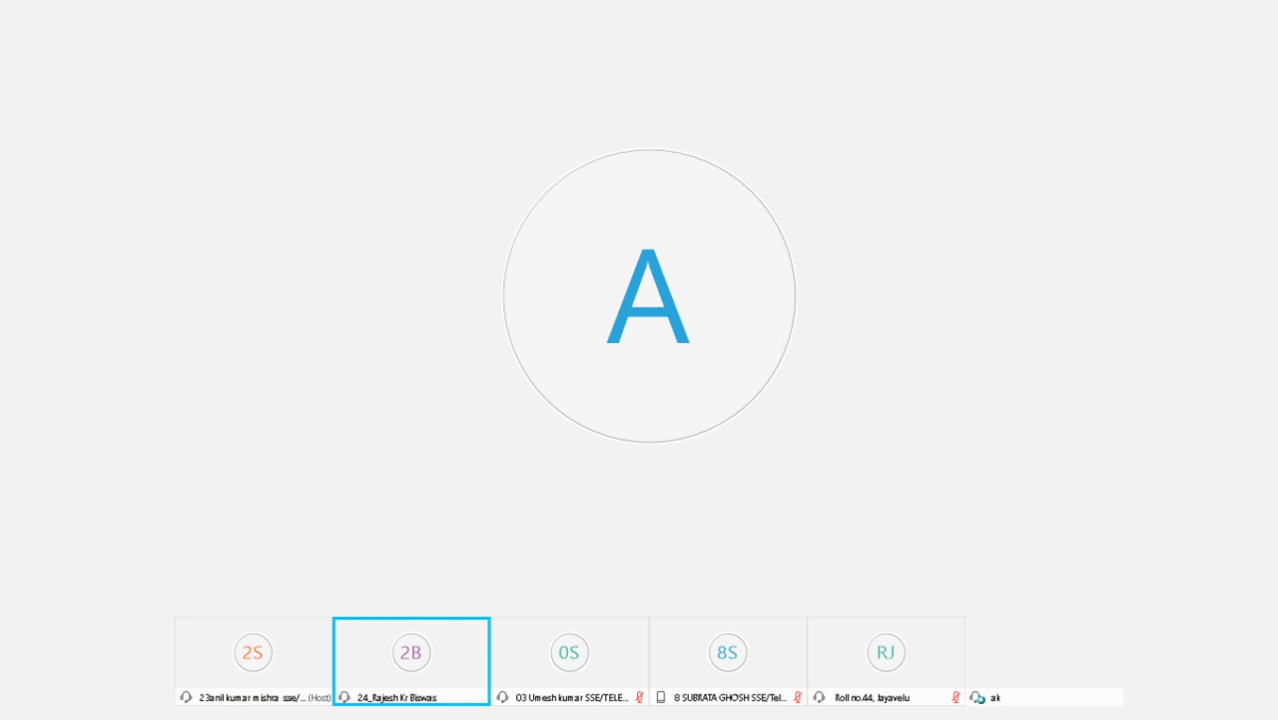 A
2S
2B
0S
8S
RJ
23anil kumar mishra sse/... (Host)
24_Rajesh Kr Biswas
03 Umesh kumar SSE/TELE...
8 SUBRATA GHOSH SSE/Tel...
Roll no.44, Jayavelu
ak